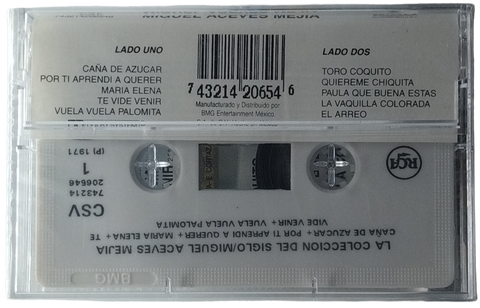 MIGUEL ACEVES MEJIA
LADO UNO
CAÑA DE AZUCAR
POR TI APRENDI A QUERER
MARIA ELENA
TE VIDE VENIR
VUELA VUELA PALOMITA
7 43214 20654 6
Manufacturado y Distribuido por
BMG Entertainment México,
LADO DOS
TORO COQUITO
QUIEREME CHIQUITA
PAULA QUE BUENA ESTAS
LA VAQUILLA COLORADA
EL ARREO
BMG
LA COLECCION DEL SIGLO/MIGUEL ACEVES MEJIA
CAÑA DE AZUCAR + POR TI APRENDI A QUERER + MARIA ELENA + TE
VIDE VENIR + VUELA VUELA PALOMITA
CSV
743214
206546
1
(P) 1971
RCA